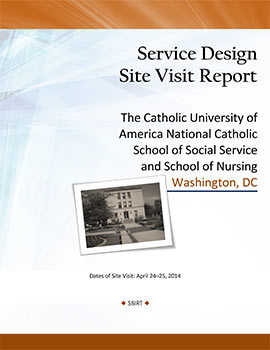 Service Design
Site Visit Report
The Catholic University of
America National Catholic
School of Social Service
and School of Nursing
Washington, DC
Dates of Site Visit: April 24–25, 2014
◆ SBIRT ◆